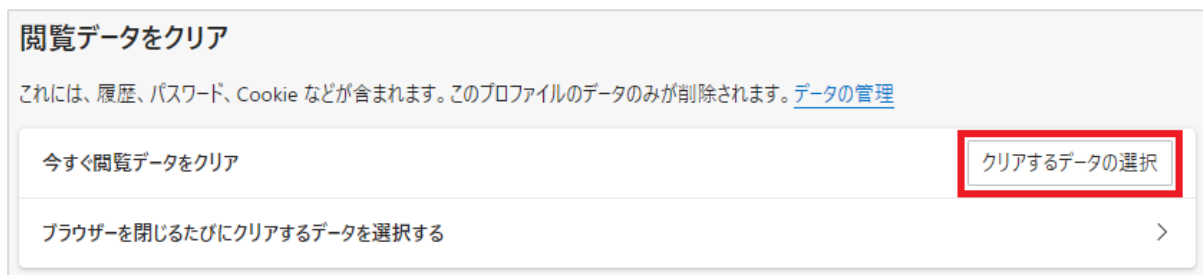 閲覧データをクリア
これには、履歴、パスワード、Cookie などが含まれます。このプロファイルのデータのみが削除されます。データの管理
今すぐ閲覧データをクリア
クリアするデータの選択
ブラウザーを閉じるたびにクリアするデータを選択する